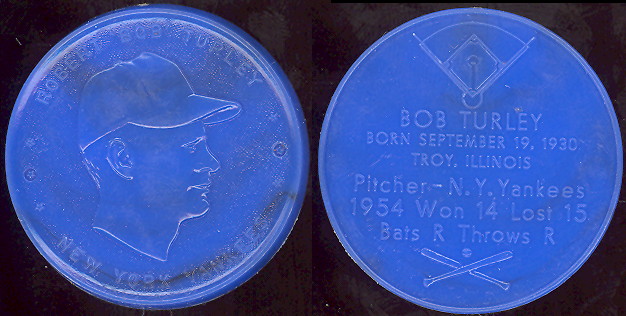 ROBERT BOB TURLEY
NEW YORK YANKEES
BOB TURLEY
BORN SEPTEMBER 19, 1930
TROY, ILLINOIS
Pitcher - N.Y. Yankees
1954 Won 14 Lost 15
Bats R Throws R